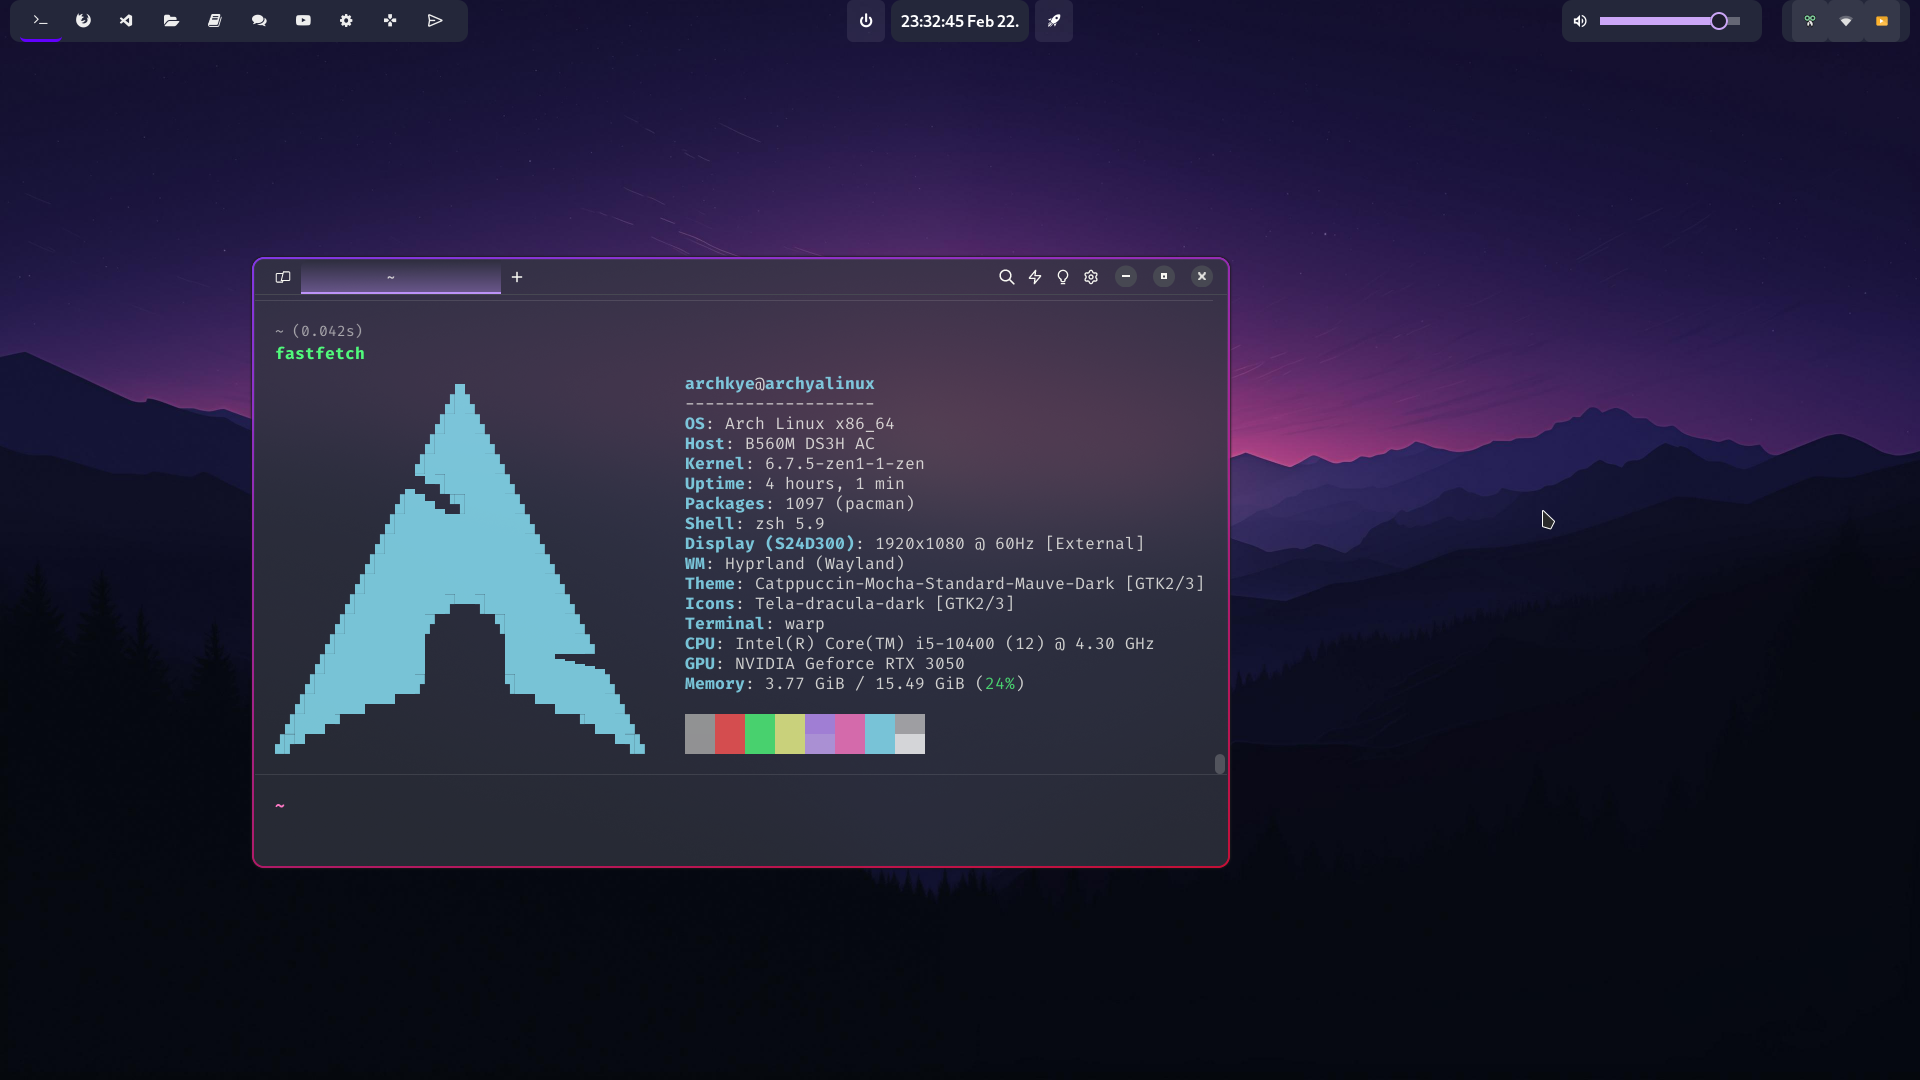 23:32:45 Feb 22.
~
~ (0.042s)
fastfetch
archkye@archyalinux
-------------------
OS: Arch Linux x86_64
Host: B560M DS3H AC
Kernel: 6.7.5-zen1-1-zen
Uptime: 4 hours, 1 min
Packages: 1097 (pacman)
Shell: zsh 5.9
Display (S24D300): 1920x1080 @ 60Hz [External]
WM: Hyprland (Wayland)
Theme: Catppuccin-Mocha-Standard-Mauve-Dark [GTK2/3]
Icons: Tela-dracula-dark [GTK2/3]
Terminal: warp
CPU: Intel(R) Core(TM) i5-10400 (12) @ 4.30 GHz
GPU: NVIDIA Geforce RTX 3050
Memory: 3.77 GiB / 15.49 GiB (24%)
~